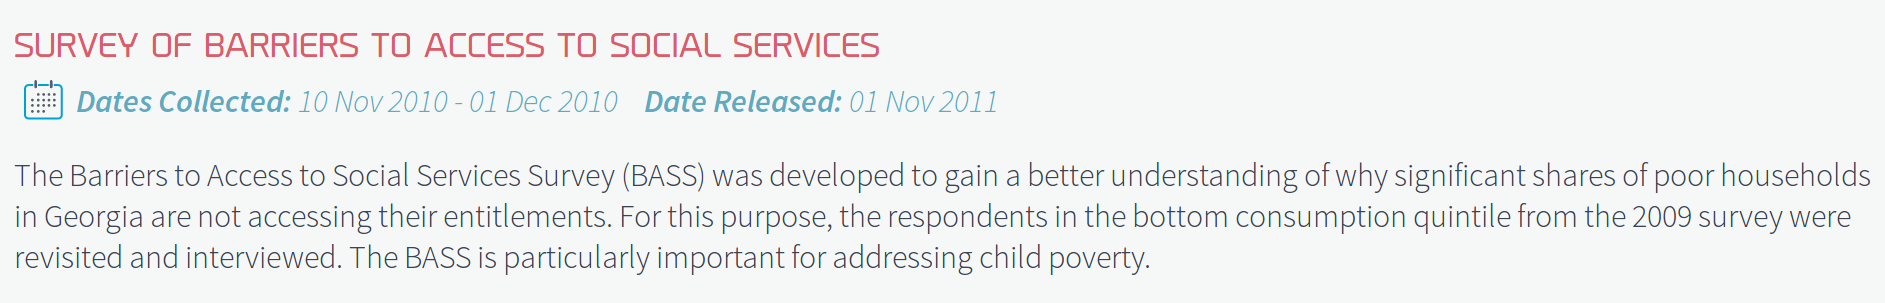 SURVEY OF BARRIERS TO ACCESS TO SOCIAL SERVICES
Dates Collected: 10 Nov 2010 - 01 Dec 2010 Date Released: 01 Nov 2011
The Barriers to Access to Social Services Survey (BASS) was developed to gain a better understanding of why significant shares of poor households
in Georgia are not accessing their entitlements. For this purpose, the respondents in the bottom consumption quintile from the 2009 survey were
revisited and interviewed. The BASS is particularly important for addressing child poverty.